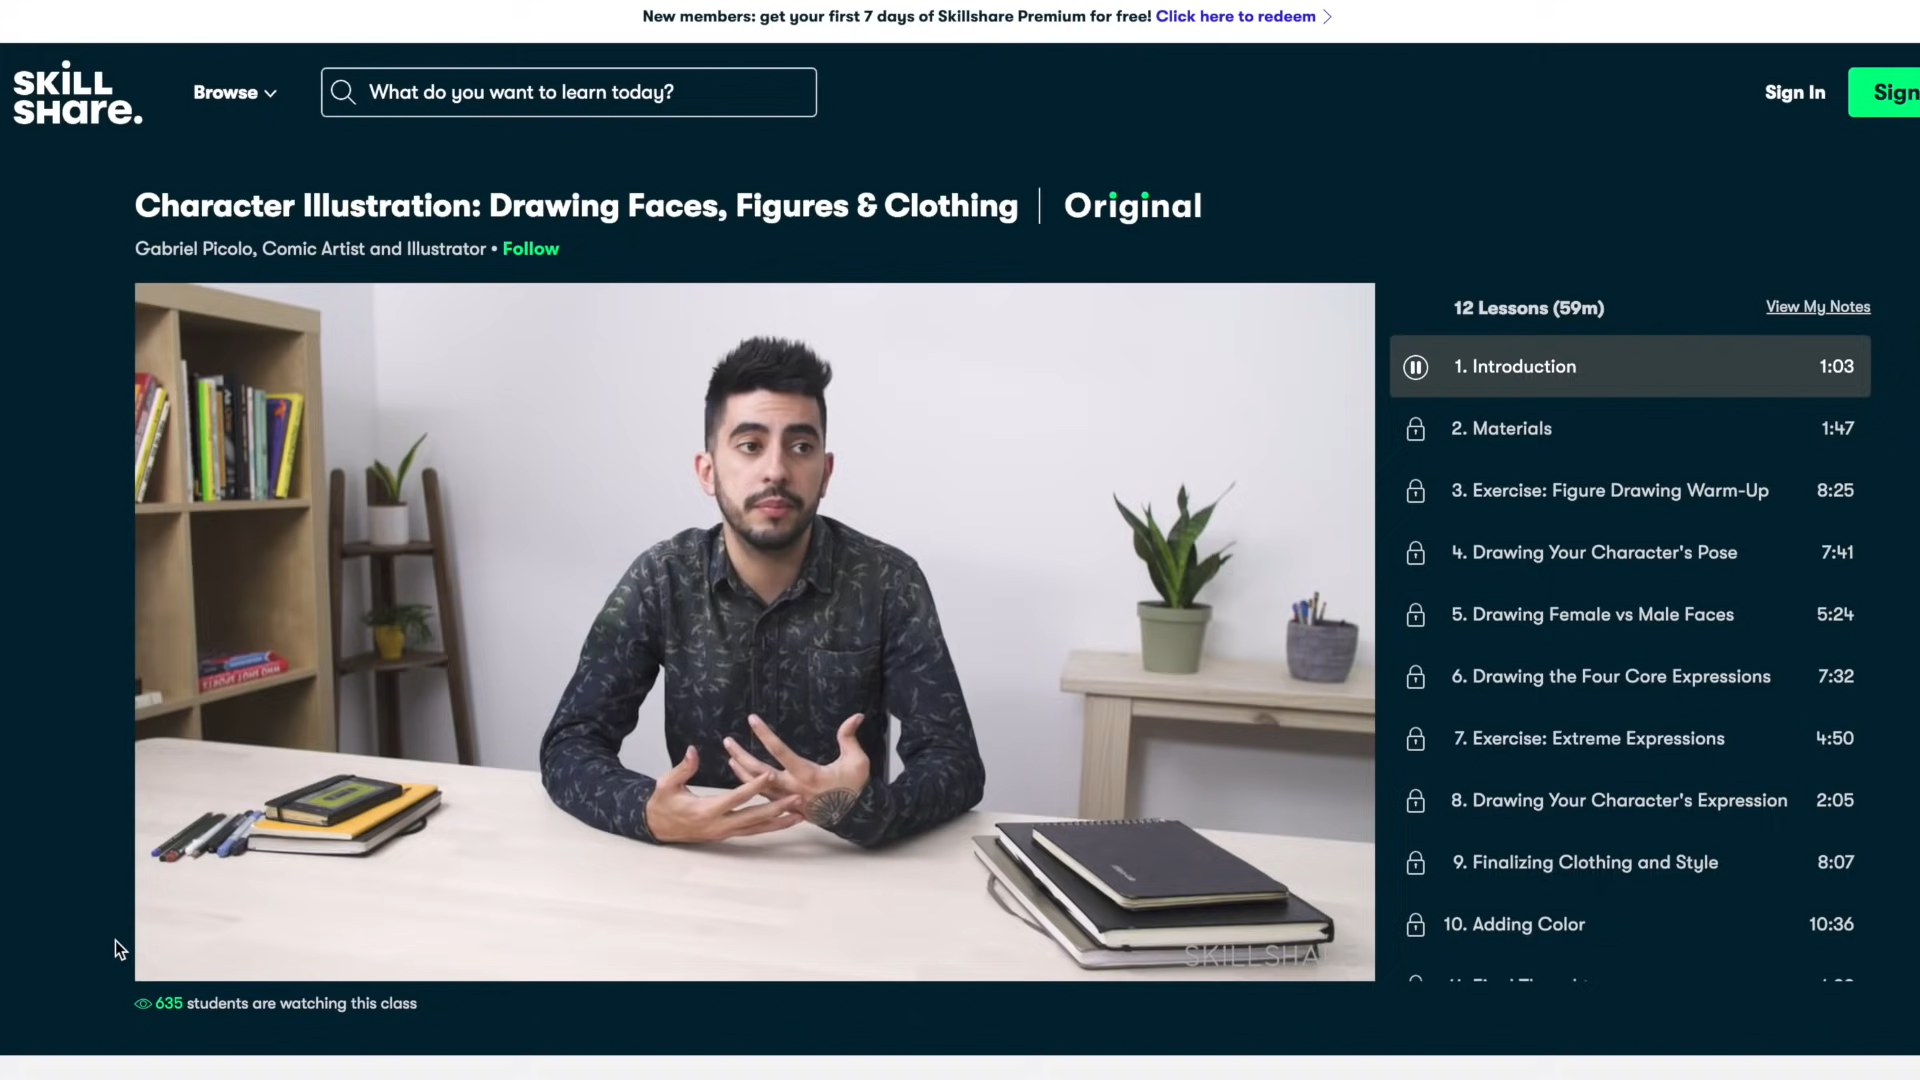 New members: get your first 7 days of Skillshare Premium for free! Click here to redeem
SKILL
SHare.
Browse
What do you want to learn today?
Sign In
Sign
Character Illustration: Drawing Faces, Figures & Clothing | Original
Gabriel Picolo, Comic Artist and Illustrator • Follow
12 Lessons (59m)
View My Notes
1. Introduction 1:03
2. Materials 1:47
3. Exercise: Figure Drawing Warm-Up 8:25
4. Drawing Your Character's Pose 7:41
5. Drawing Female vs Male Faces 5:24
6. Drawing the Four Core Expressions 7:32
7. Exercise: Extreme Expressions 4:50
8. Drawing Your Character's Expression 2:05
9. Finalizing Clothing and Style 8:07
10. Adding Color 10:36
SKILLSHA
635 students are watching this class